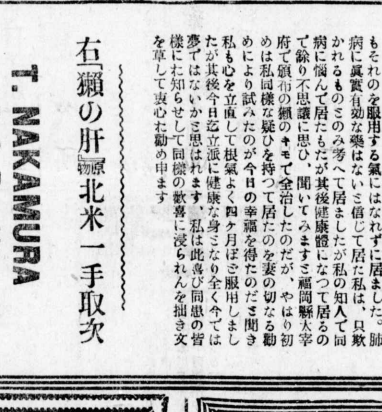 もそれのを服用する氣にはなれずに居ました。肺
病に眞實有効な藥はないと信じて居た私は、只欺
かれるものとのみ考へて居ましたが私の知人で同
病に悩んで居たもたが其後健康體になつて居るの
で餘り不思議に思ひ、聞いてみますと福岡縣太宰
府で頒布の獺のキモで全治したのだが、やはり初
めは私同樣な疑ひを持つて居たのを妻の切なる勸
めにより試みたのが今日の幸福を得たのだと聞き
私も心を立直して根氣よく四ケ月ほど服用しまし
たが其後今日迄立派に健康な身となり全く今では
夢ではないかと思はれます、私は此喜び同患の皆
樣にお知らせして同樣の歡喜に浸られん爲拙き文
を草して衷心お勸め申ます
右「獺の肝」原物北米一手取次
T. NAKAMURA